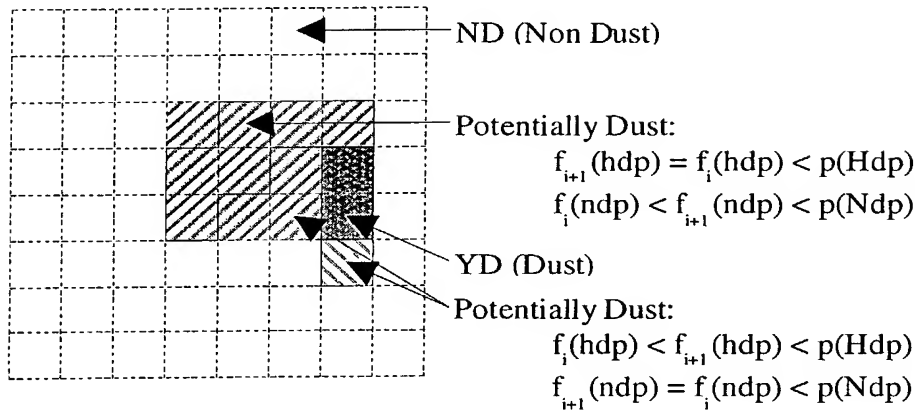 ND (Non Dust)
Potentially Dust:
f_{i+1}(hdp) = f_i(hdp) < p(Hdp)
f_i(ndp) < f_{i+1}(ndp) < p(Ndp)
YD (Dust)
Potentially Dust:
f_i(hdp) < f_{i+1}(hdp) < p(Hdp)
f_{i+1}(ndp) = f_i(ndp) < p(Ndp)